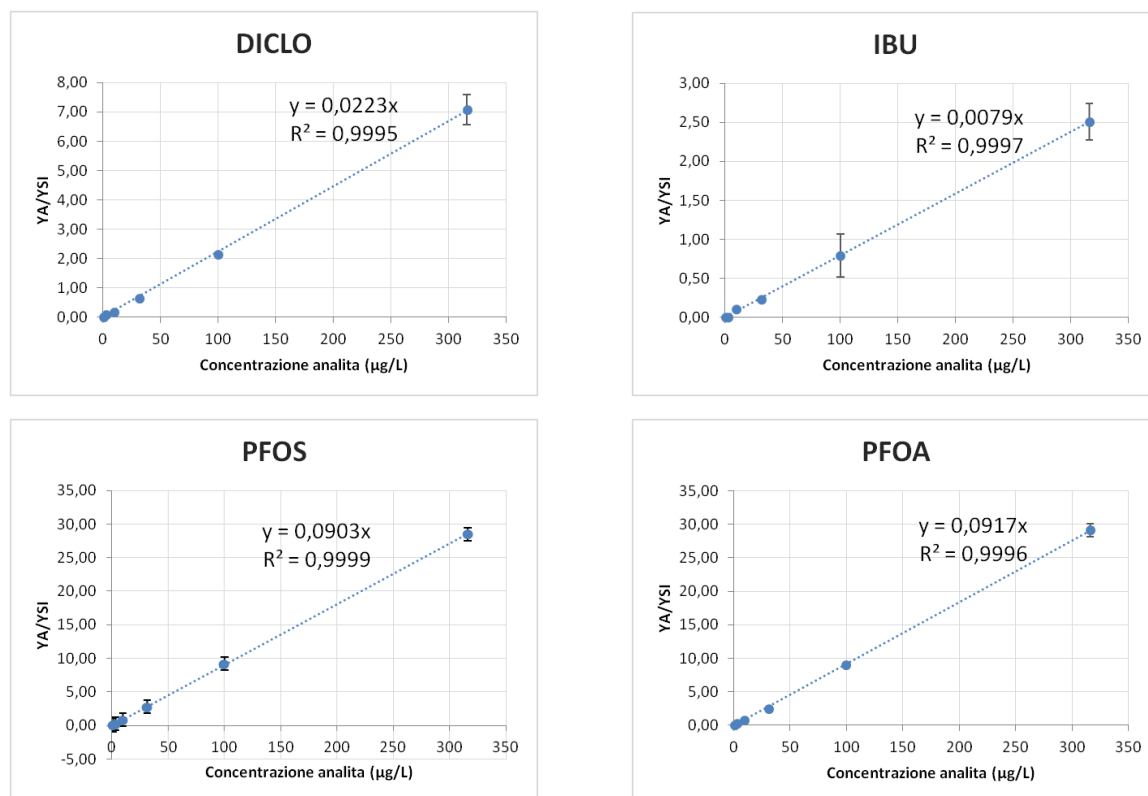 DICLO
y = 0,0223x
R² = 0,9995
8,00
7,00
6,00
5,00
4,00
3,00
2,00
1,00
0,00
YA/YSI
0 50 100 150 200 250 300 350
Concentrazione analita (µg/L)
IBU
y = 0,0079x
R² = 0,9997
3,00
2,50
2,00
1,50
1,00
0,50
0,00
YA/YSI
0 50 100 150 200 250 300 350
Concentrazione analita (µg/L)
PFOS
y = 0,0903x
R² = 0,9999
35,00
30,00
25,00
20,00
15,00
10,00
5,00
0,00
-5,00
YA/YSI
0 50 100 150 200 250 300 350
Concentrazione analita (µg/L)
PFOA
y = 0,0917x
R² = 0,9996
35,00
30,00
25,00
20,00
15,00
10,00
5,00
0,00
YA/YSI
0 50 100 150 200 250 300 350
Concentrazione analita (µg/L)